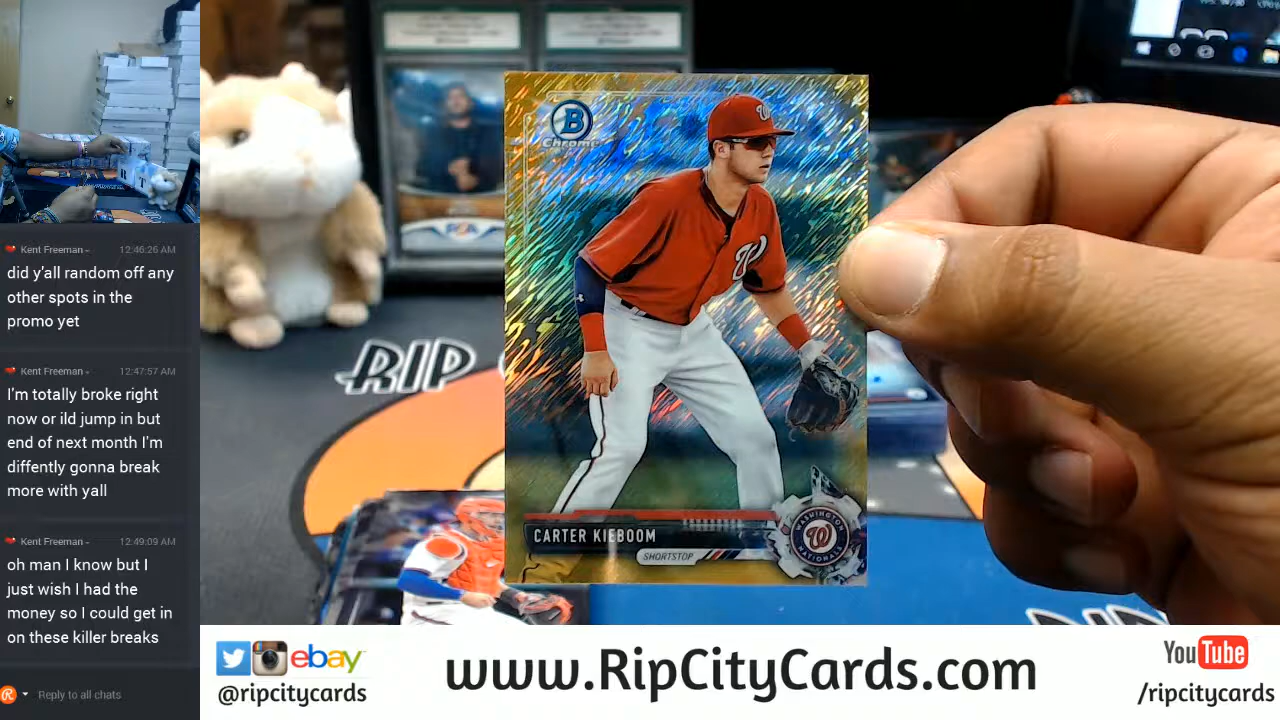 Kent Freeman - 12:46:26 AM
did y'all random off any
other spots in the
promo yet
Kent Freeman - 12:47:57 AM
I'm totally broke right
now or ild jump in but
end of next month I'm
diffently gonna break
more with yall
Kent Freeman - 12:49:09 AM
oh man I know but I
just wish I had the
money so I could get in
on these killer breaks
Reply to all chats
B
Chrome
W
W
CARTER KIEBOOM
SHORTSTOP
WASHINGTON
NATIONALS
W
PSA
RIP
ebay
@ripcitycards
www.RipCityCards.com
YouTube
/ripcitycards